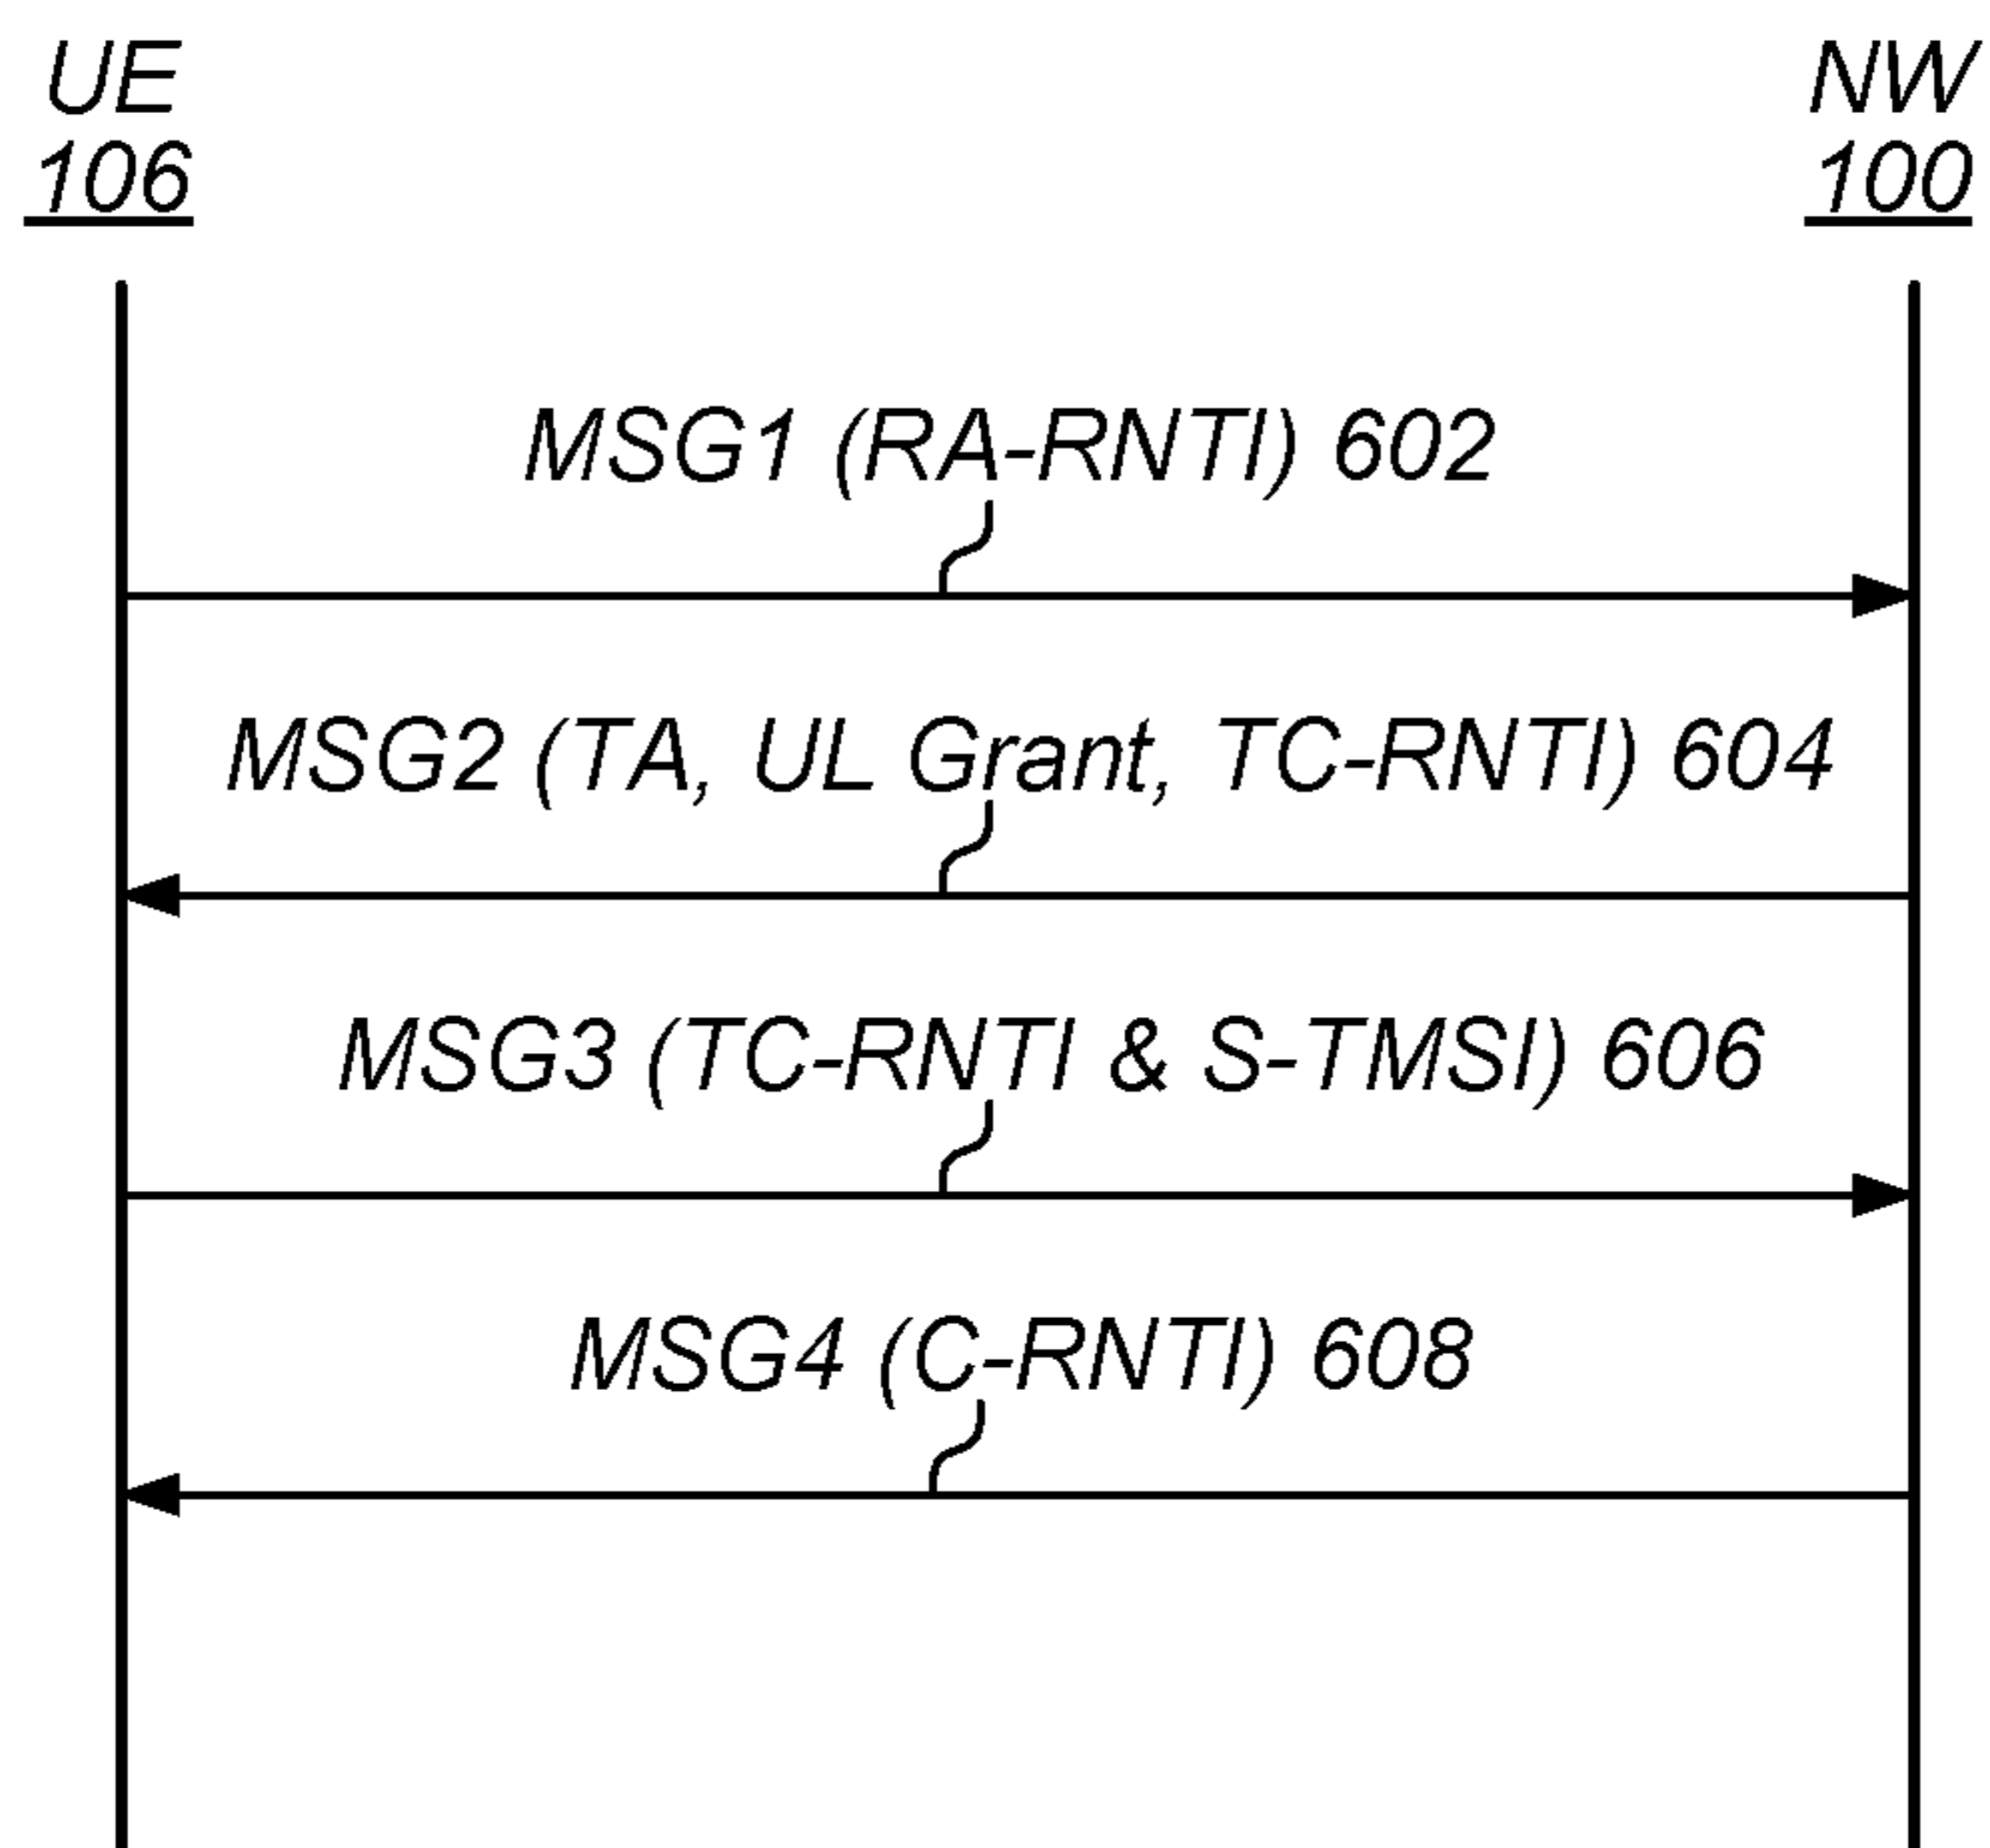 UE
106
NW
100
MSG1 (RA-RNTI) 602
MSG2 (TA, UL Grant, TC-RNTI) 604
MSG3 (TC-RNTI & S-TMSI) 606
MSG4 (C-RNTI) 608